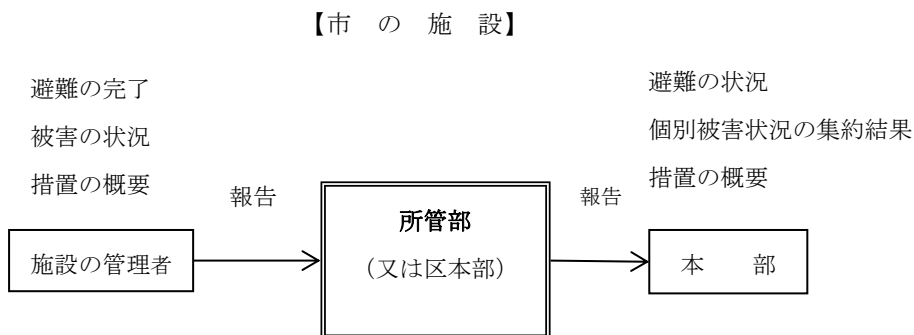 【市の施設】
避難の完了
被害の状況
措置の概要
報告
施設の管理者
所管部
（又は区本部）
避難の状況
個別被害状況の集約結果
措置の概要
報告
本部